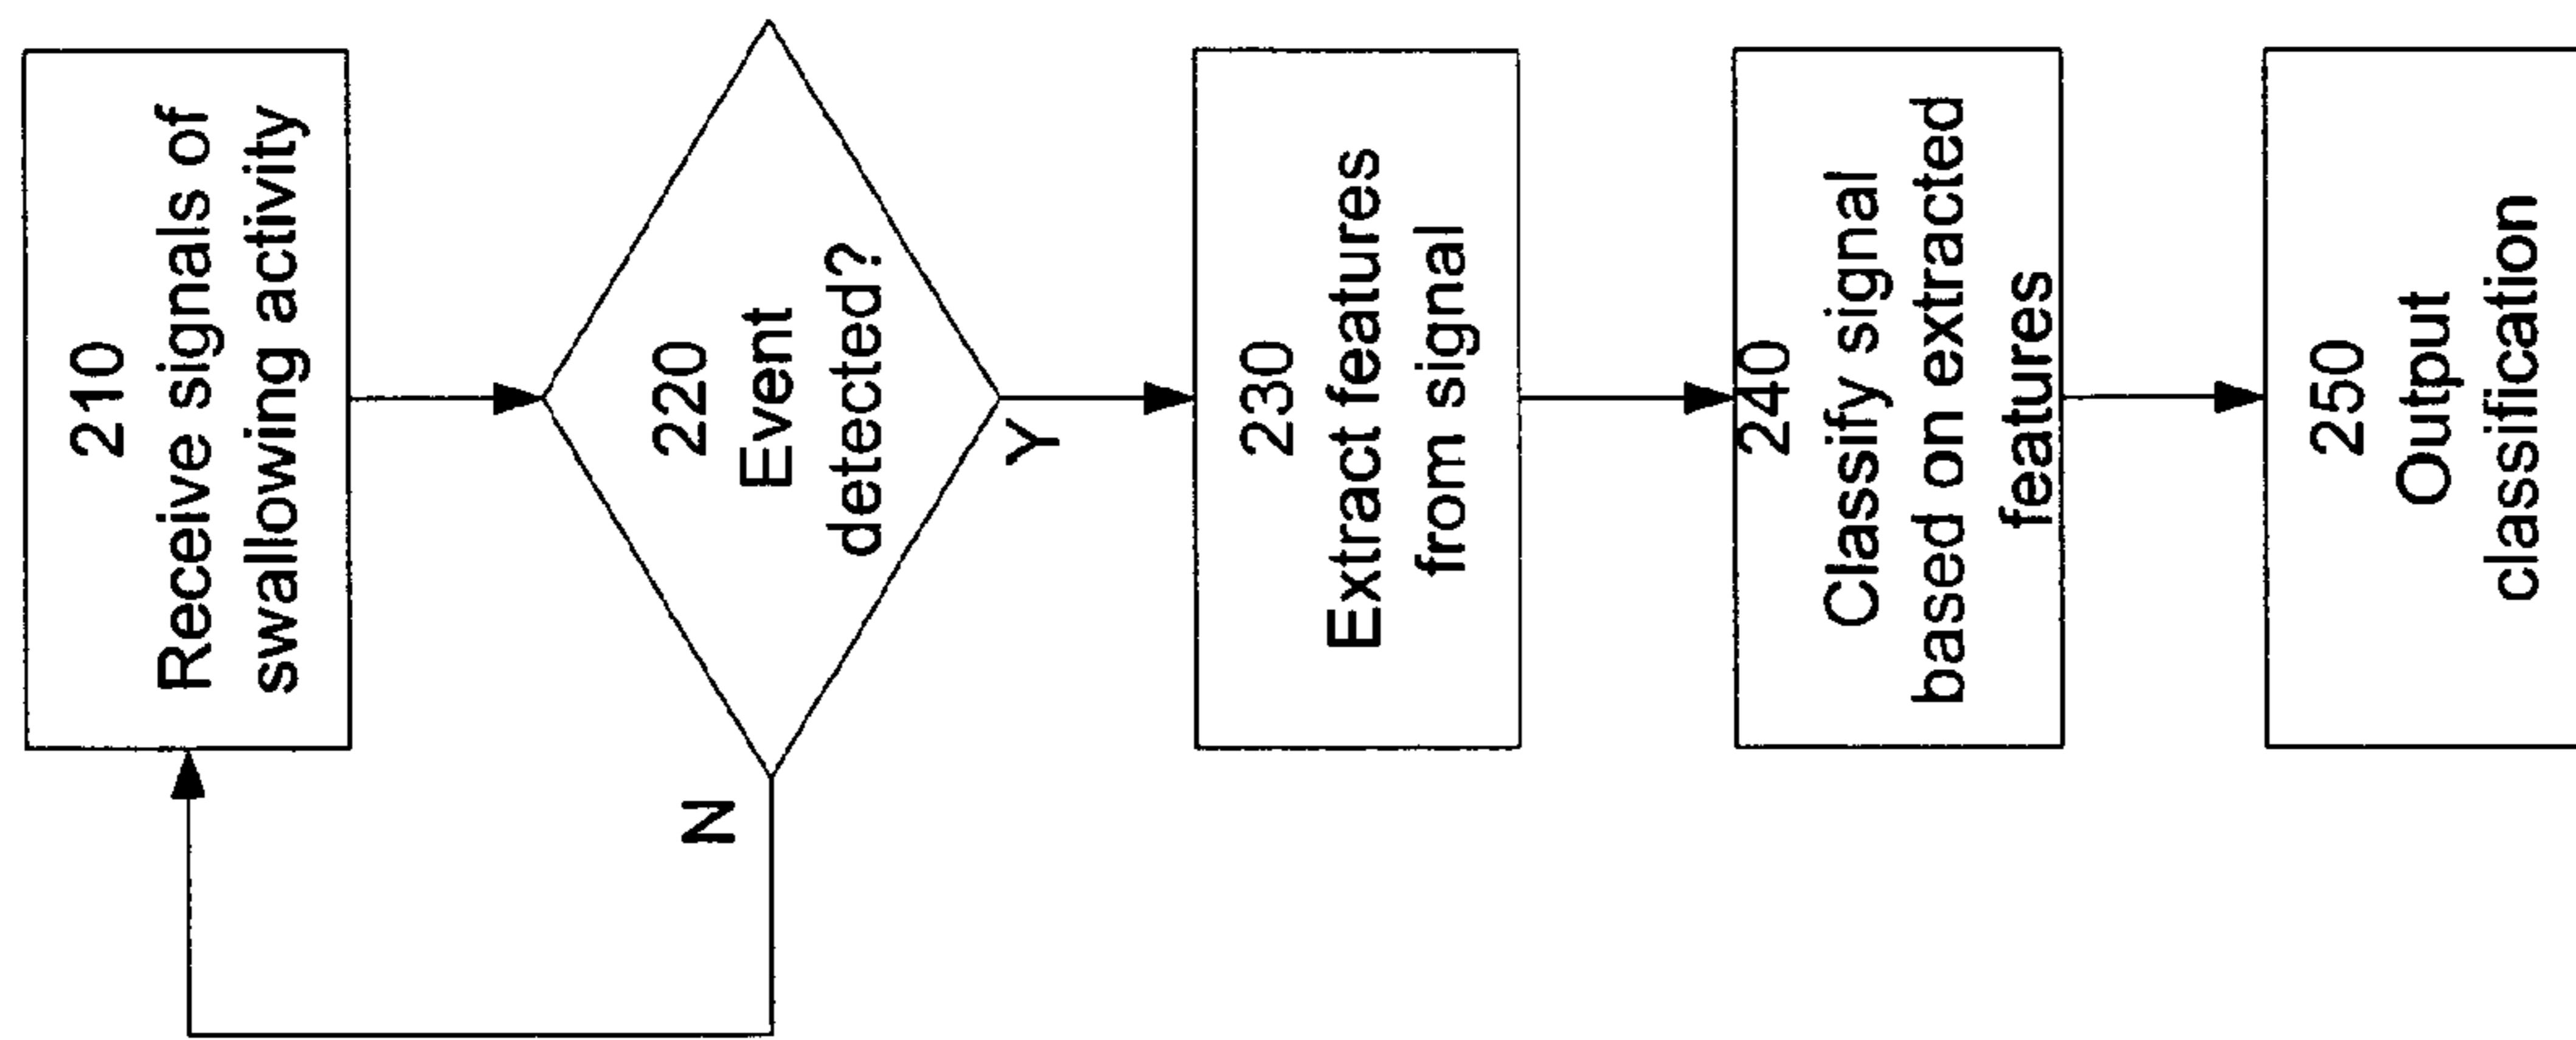 210
Receive signals of
swallowing activity
220
Event
detected?
N
Y
230
Extract features
from signal
240
Classify signal
based on extracted
features
250
Output
classification